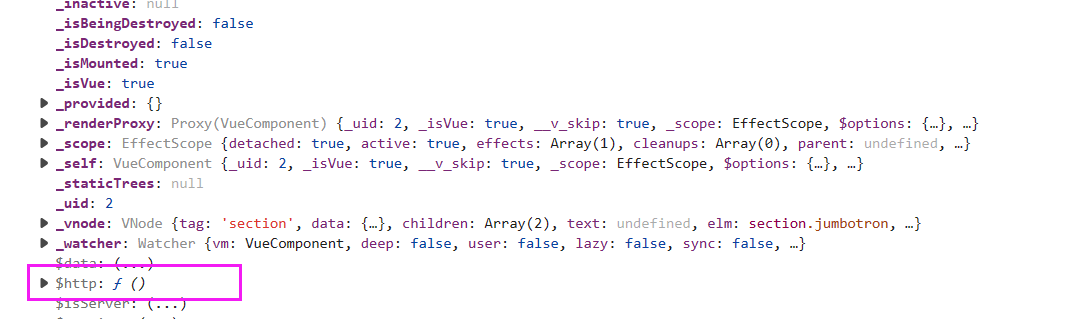 _inactive: null
_isBeingDestroyed: false
_isDestroyed: false
_isMounted: true
_isVue: true
_provided: {}
_renderProxy: Proxy(VueComponent) {_uid: 2, _isVue: true, __v_skip: true, _scope: EffectScope, $options: {…}, …}
_scope: EffectScope {detached: true, active: true, effects: Array(1), cleanups: Array(0), parent: undefined, …}
_self: VueComponent {_uid: 2, _isVue: true, __v_skip: true, _scope: EffectScope, $options: {…}, …}
_staticTrees: null
_uid: 2
_vnode: VNode {tag: 'section', data: {…}, children: Array(2), text: undefined, elm: section.jumbotron, …}
_watcher: Watcher {vm: VueComponent, deep: false, user: false, lazy: false, sync: false, …}
$data: (...)
$http: ƒ ()
$isServer: (...)